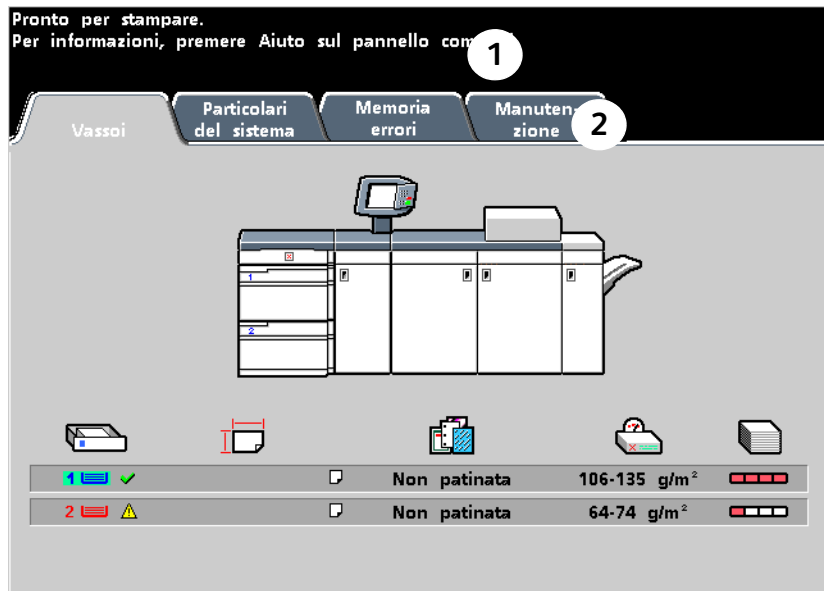 Pronto per stampare.
Per informazioni, premere Aiuto sul pannello
1
Vassoi
Particolari
del sistema
Memoria
errori
Manuten-
zione
2
1
2
1 Non patinata 106-135 g/m²
2 Non patinata 64-74 g/m²